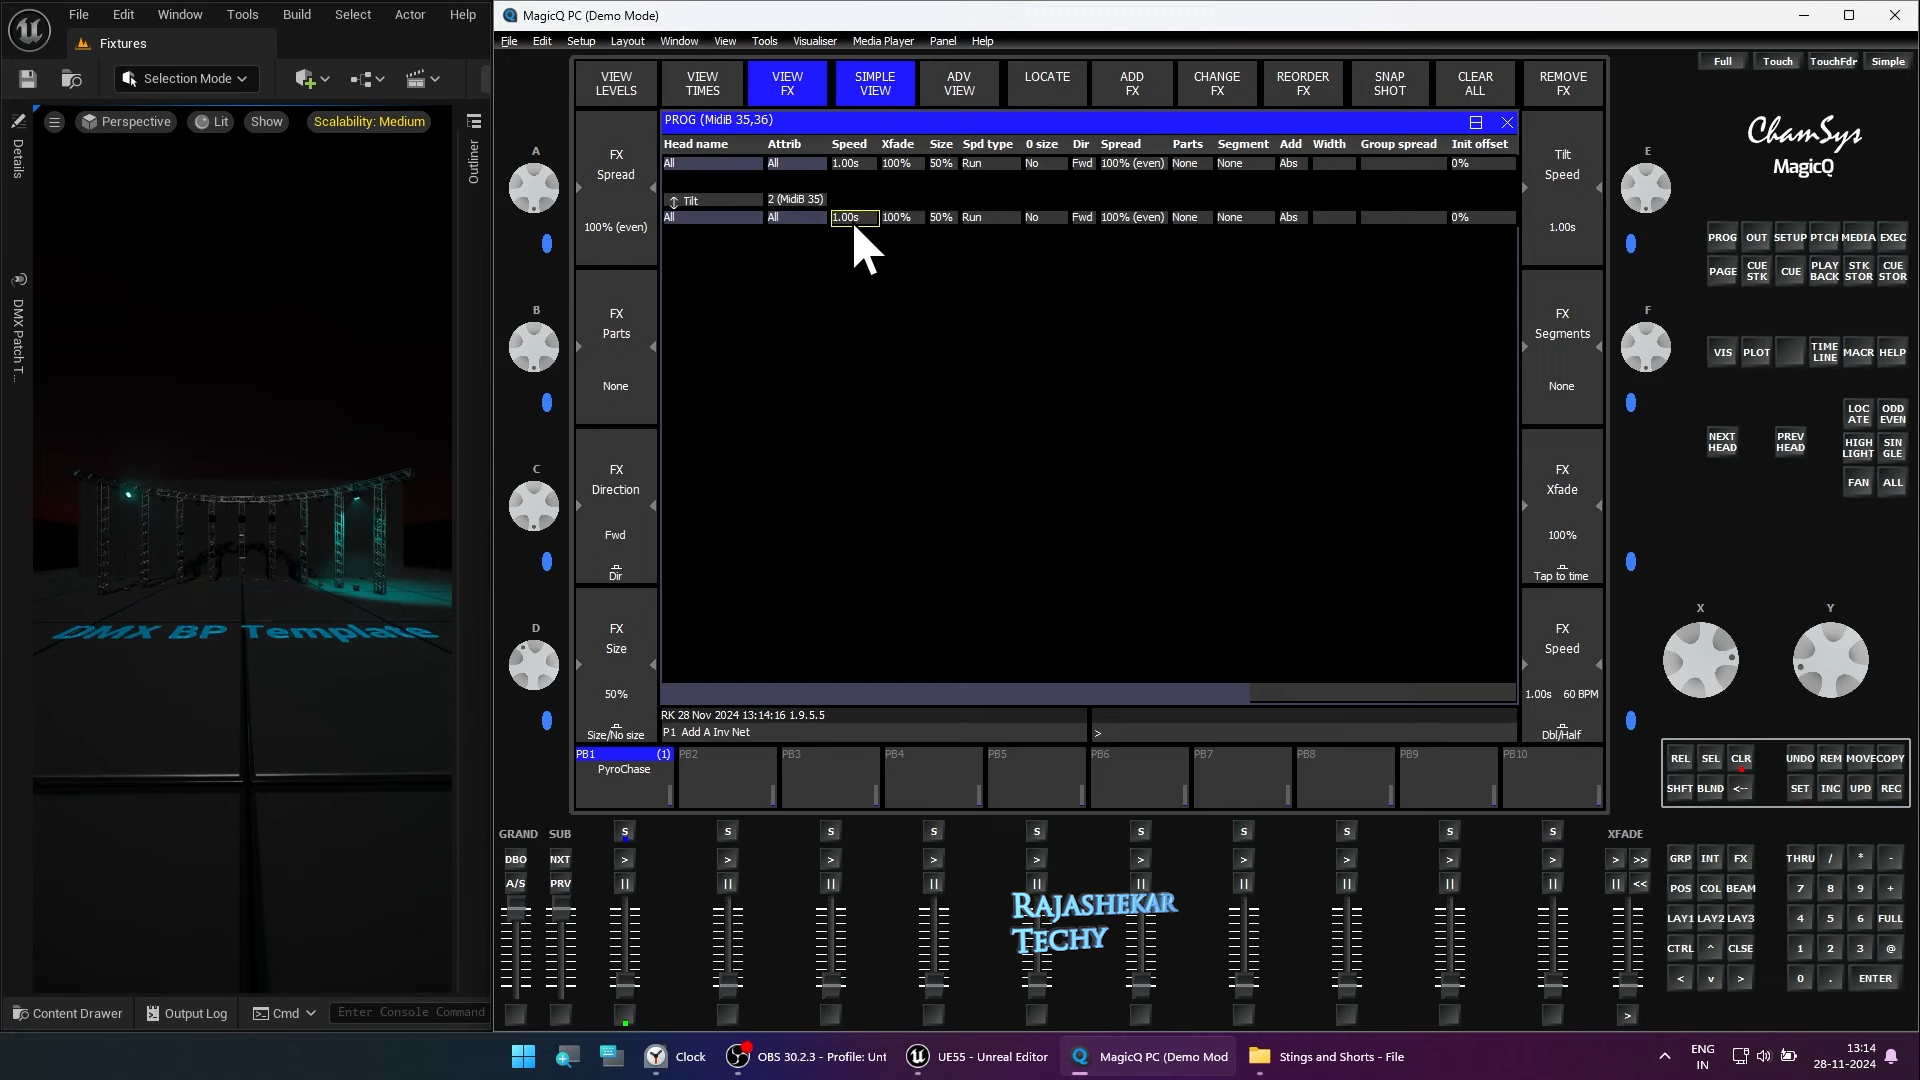 File Edit Window Tools Build Select Actor Help
Fixtures
Selection Mode
Perspective Lit Show Scalability: Medium
Details
DMX Patch T...
Outliner
DMX BP Template
Content Drawer Output Log Cmd Enter Console Command
MagicQ PC (Demo Mode)
File Edit Setup Layout Window View Tools Visualiser Media Player Panel Help
VIEW LEVELS
VIEW TIMES
VIEW FX
SIMPLE VIEW
ADV VIEW
LOCATE
ADD FX
CHANGE FX
REORDER FX
SNAP SHOT
CLEAR ALL
REMOVE FX
Full Touch TouchFdr Simple
PROG (MidiB 35,36)
Head name Attrib Speed Xfade Size Spd type 0 size Dir Spread Parts Segment Add Width Group spread Init offset
All All 1.00s 100% 50% Run No Fwd 100% (even) None None Abs 0%
Tilt 2 (MidiB 35)
All All 1.00s 100% 50% Run No Fwd 100% (even) None None Abs 0%
A
FX
Spread
100% (even)
B
FX
Parts
None
C
FX
Direction
Fwd
Dir
D
FX
Size
50%
Size/No size
Tilt
Speed
1.00s
E
FX
Segments
None
F
FX
Xfade
100%
Tap to time
FX
Speed
1.00s 60 BPM
Dbl/Half
RK 28 Nov 2024 13:14:16 1.9.5.5
P1 Add A Inv Net
>
PB1 (1) PB2 PB3 PB4 PB5 PB6 PB7 PB8 PB9 PB10
PyroChase
ChamSys
MagicQ
PROG OUT SETUP PTCH MEDIA EXEC
PAGE CUE STK CUE PLAY BACK STK STOR CUE STOR
VIS PLOT TIME LINE MACR HELP
LOC ATE ODD EVEN
NEXT HEAD PREV HEAD HIGH LIGHT SIN GLE
FAN ALL
X Y
REL SEL CLR UNDO REM MOVE COPY
SHFT BLND <-- SET INC UPD REC
GRAND SUB
S S S S S S S S S S
XFADE
DBO NXT > > > > > > > > > > > >>
A/S PRV || || || || || || || || || || || <<
GRP INT FX THRU / * -
POS COL BEAM 7 8 9 +
LAY1 LAY2 LAY3 4 5 6 FULL
CTRL ^ CLSE 1 2 3 @
< v > 0 . ENTER
>
RAJASHEKAR
TECHY
Clock OBS 30.2.3 - Profile: Unt UE55 - Unreal Editor MagicQ PC (Demo Mod Stings and Shorts - File
ENG
IN
13:14
28-11-2024